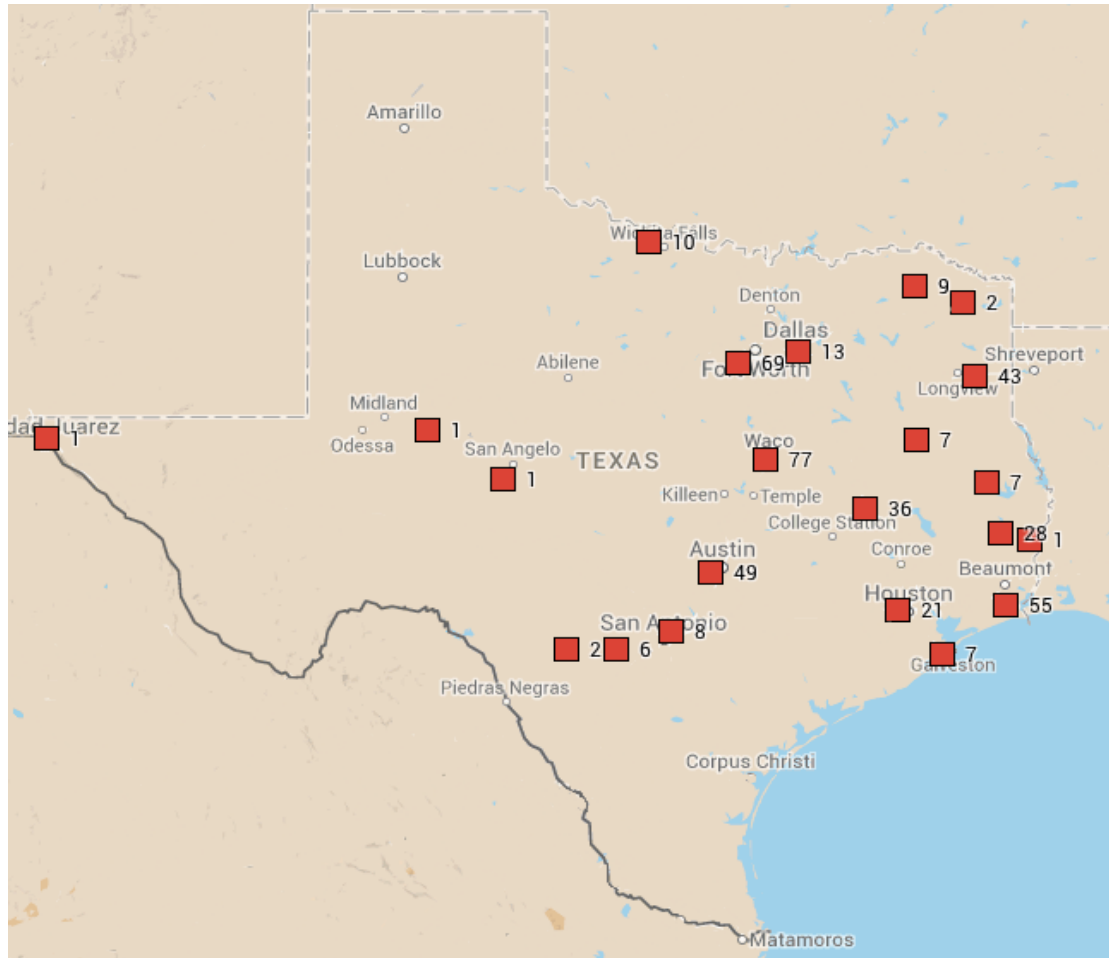 Amarillo
Wichita Falls
10
Lubbock
9
2
Denton
Dallas
13
Fort Worth
69
Shreveport
Longview
43
Abilene
Midland
1
Odessa
dad Juarez
1
San Angelo
1
TEXAS
Waco
77
7
7
Killeen
Temple
36
College Station
28
1
Conroe
Austin
49
Beaumont
55
Houston
21
San Antonio
8
2
6
7
Galveston
Piedras Negras
Corpus Christi
Matamoros